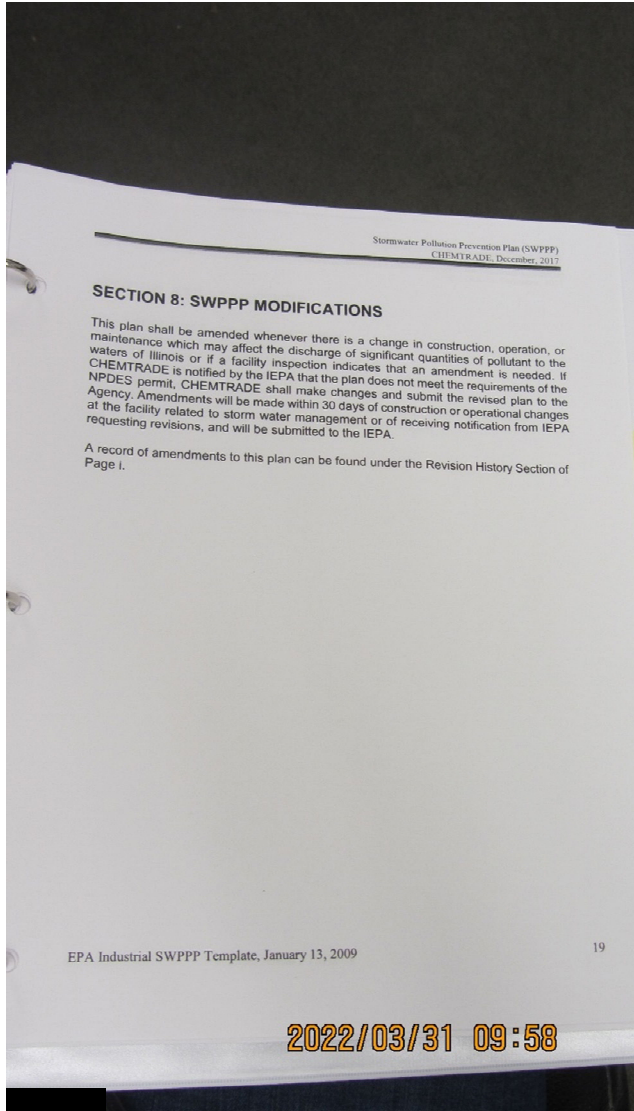 Stormwater Pollution Prevention Plan (SWPPP)
CHEMTRADE, December, 2017
SECTION 8: SWPPP MODIFICATIONS
This plan shall be amended whenever there is a change in construction, operation, or
maintenance which may affect the discharge of significant quantities of pollutant to the
waters of Illinois or if a facility inspection indicates that an amendment is needed. If
CHEMTRADE is notified by the IEPA that the plan does not meet the requirements of the
NPDES permit, CHEMTRADE shall make changes and submit the revised plan to the
Agency. Amendments will be made within 30 days of construction or operational changes
at the facility related to storm water management or of receiving notification from IEPA
requesting revisions, and will be submitted to the IEPA.
A record of amendments to this plan can be found under the Revision History Section of
Page i.
EPA Industrial SWPPP Template, January 13, 2009
19
2022/03/31 09:58